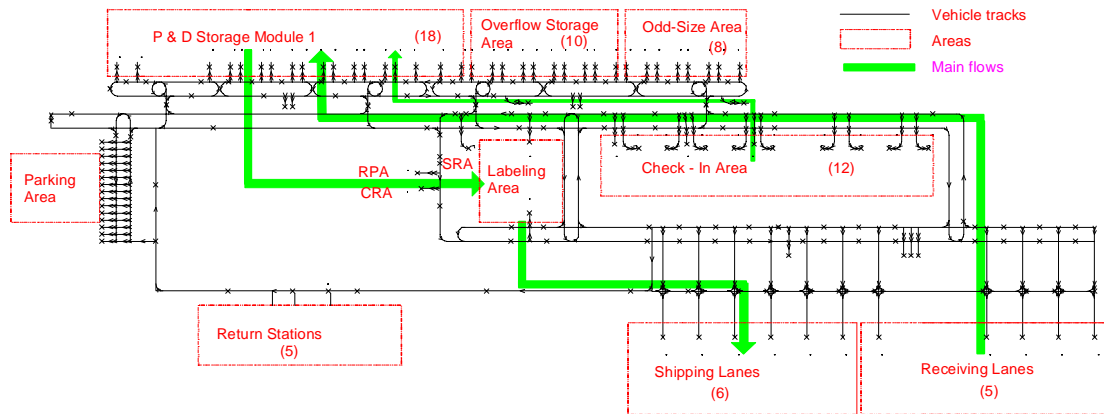 P & D Storage Module 1
(18)
Overflow Storage
Area
(10)
Odd-Size Area
(8)
Vehicle tracks
Areas
Main flows
Parking
Area
RPA
CRA
SRA
Labeling
Area
Check - In Area
(12)
Return Stations
(5)
Shipping Lanes
(6)
Receiving Lanes
(5)